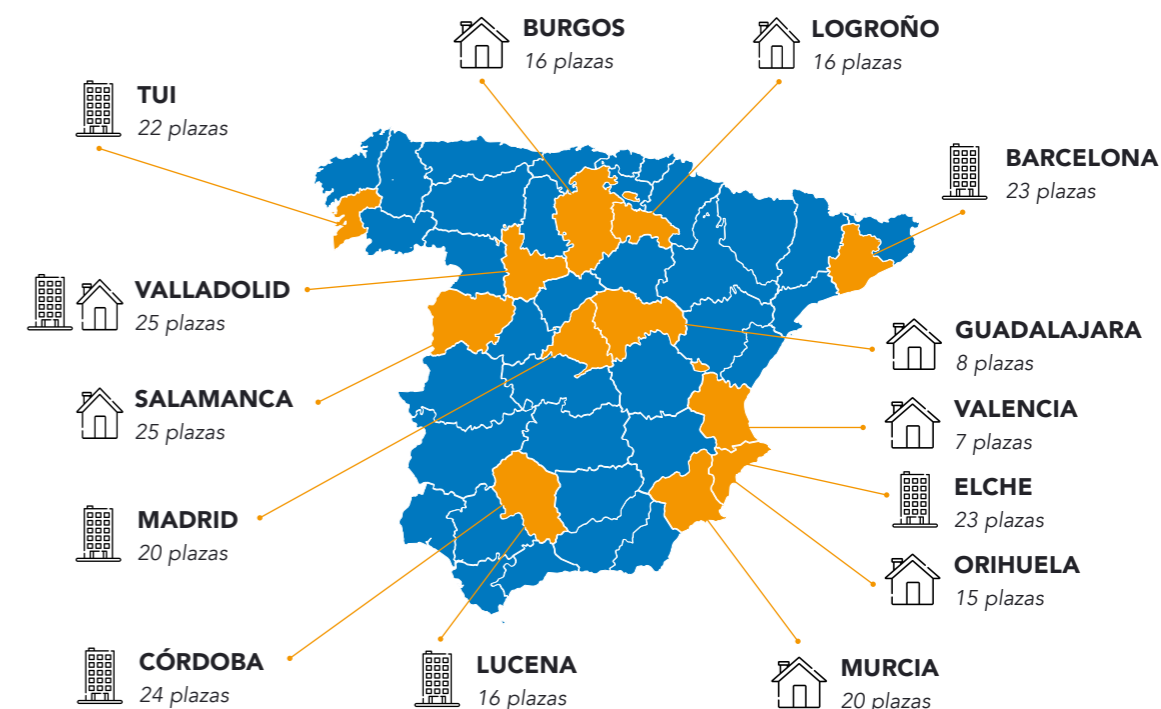 BURGOS
16 plazas
LOGROÑO
16 plazas
TUI
22 plazas
BARCELONA
23 plazas
VALLADOLID
25 plazas
GUADALAJARA
8 plazas
SALAMANCA
25 plazas
VALENCIA
7 plazas
ELCHE
23 plazas
MADRID
20 plazas
ORIHUELA
15 plazas
CÓRDOBA
24 plazas
LUCENA
16 plazas
MURCIA
20 plazas